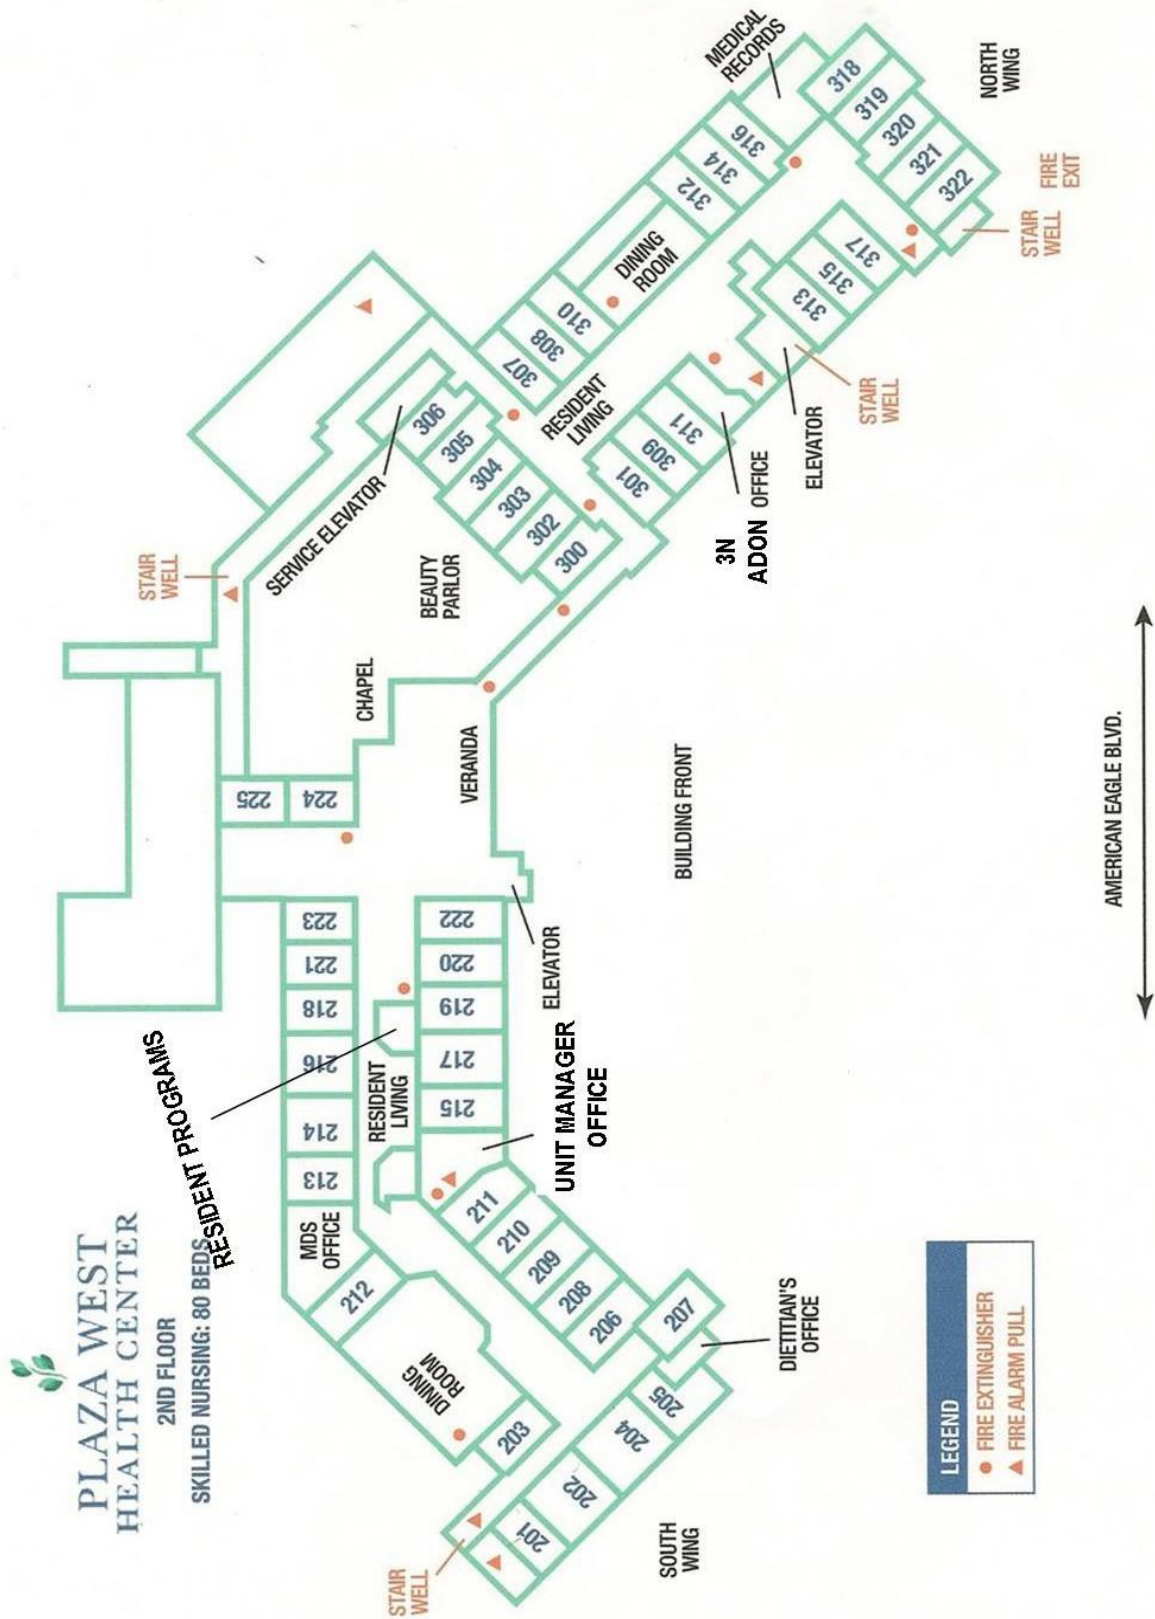 PLAZA WEST
HEALTH CENTER
2ND FLOOR
SKILLED NURSING: 80 BEDS
RESIDENT PROGRAMS
STAIR
WELL
SERVICE ELEVATOR
MEDICAL
RECORDS
NORTH
WING
FIRE
EXIT
STAIR
WELL
STAIR
WELL
ELEVATOR
3N
ADON OFFICE
BEAUTY
PARLOR
CHAPEL
VERANDA
BUILDING FRONT
ELEVATOR
RESIDENT
LIVING
DINING
ROOM
RESIDENT
LIVING
UNIT MANAGER
OFFICE
MDS
OFFICE
DINING
ROOM
DIETITIAN'S
OFFICE
STAIR
WELL
SOUTH
WING
201
202
203
204
205
206
207
208
209
210
211
212
213
214
215
216
217
218
219
220
221
222
223
224
225
300
301
302
303
304
305
306
307
308
309
310
311
312
313
314
315
316
317
318
319
320
321
322
LEGEND
FIRE EXTINGUISHER
FIRE ALARM PULL
AMERICAN EAGLE BLVD.